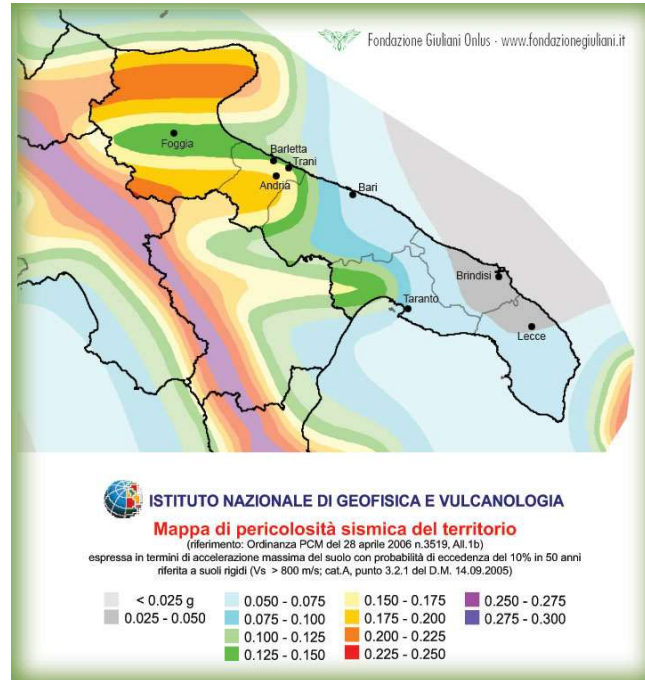 Fondazione Giuliani Onlus - www.fondazionegiuliani.it
Foggia
Barletta
Trani
Andria
Bari
Brindisi
Taranto
Lecce
ISTITUTO NAZIONALE DI GEOFISICA E VULCANOLOGIA
Mappa di pericolosità sismica del territorio
(riferimento: Ordinanza PCM del 28 aprile 2006 n.3519, All.1b)
espressa in termini di accelerazione massima del suolo con probabilità di eccedenza del 10% in 50 anni
riferita a suoli rigidi (Vs > 800 m/s; cat.A, punto 3.2.1 del D.M. 14.09.2005)
< 0.025 g
0.025 - 0.050
0.050 - 0.075
0.075 - 0.100
0.100 - 0.125
0.125 - 0.150
0.150 - 0.175
0.175 - 0.200
0.200 - 0.225
0.225 - 0.250
0.250 - 0.275
0.275 - 0.300